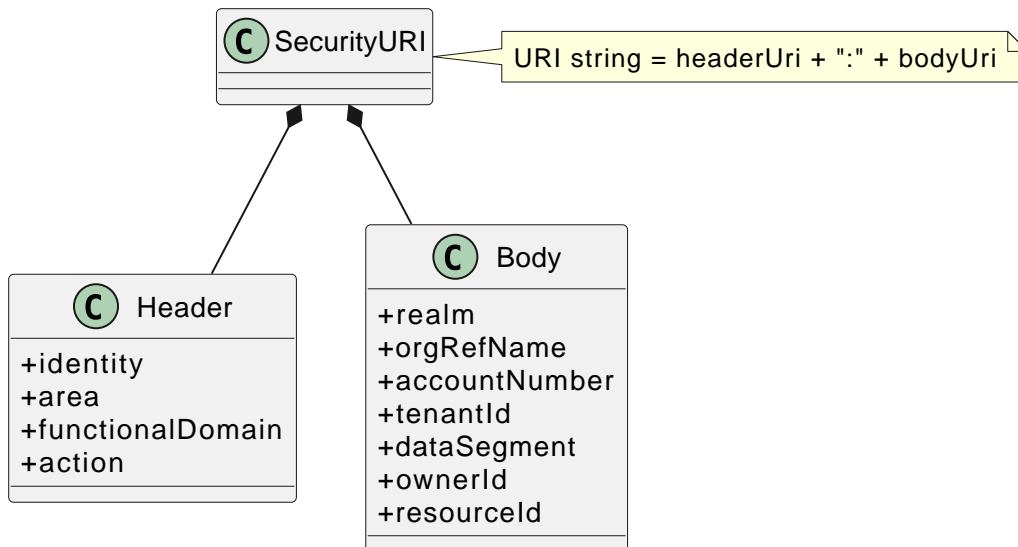 C SecurityURI
URI string = headerUri + ":" + bodyUri
C Header
+identity
+area
+functionalDomain
+action
C Body
+realm
+orgRefName
+accountNumber
+tenantId
+dataSegment
+ownerId
+resourceId